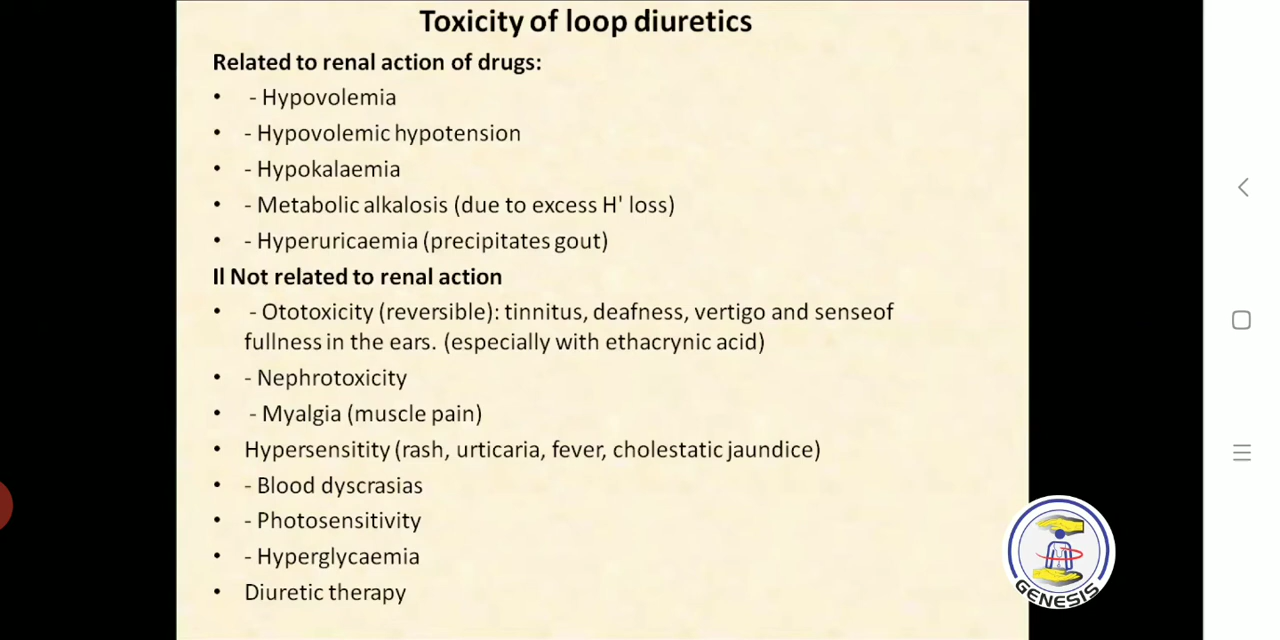 Toxicity of loop diuretics
Related to renal action of drugs:
• - Hypovolemia
• - Hypovolemic hypotension
• - Hypokalaemia
• - Metabolic alkalosis (due to excess H' loss)
• - Hyperuricaemia (precipitates gout)
Il Not related to renal action
• - Ototoxicity (reversible): tinnitus, deafness, vertigo and senseof
fullness in the ears. (especially with ethacrynic acid)
• - Nephrotoxicity
• - Myalgia (muscle pain)
• Hypersensitity (rash, urticaria, fever, cholestatic jaundice)
• - Blood dyscrasias
• - Photosensitivity
• - Hyperglycaemia
• Diuretic therapy
GENESIS